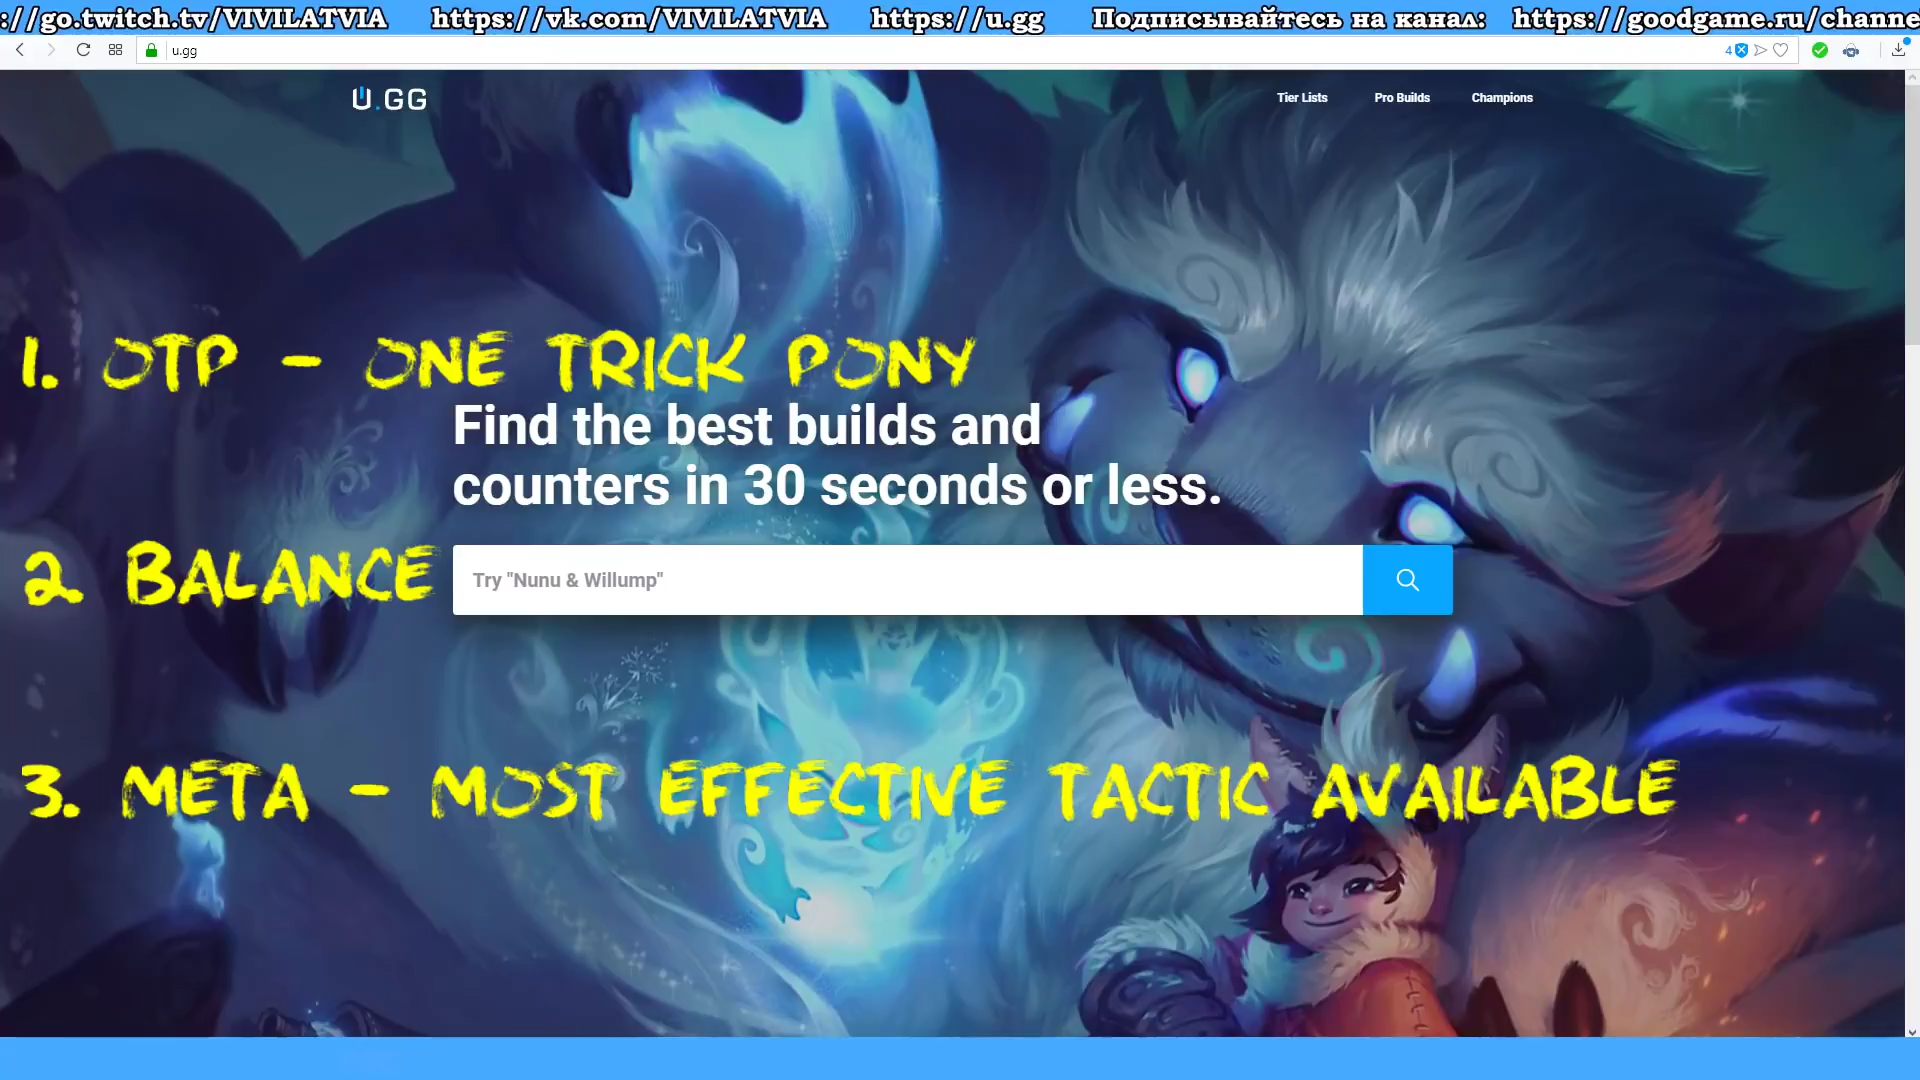 ://go.twitch.tv/VIVILATVIA https://vk.com/VIVILATVIA https://u.gg Подписывайтесь на канал: https://goodgame.ru/channe
u.gg
4
U.GG
Tier Lists Pro Builds Champions
1. OTP - ONE TRICK PONY
Find the best builds and
counters in 30 seconds or less.
2. BALANCE
Try "Nunu & Willump"
3. META - MOST EFFECTIVE TACTIC AVAILABLE